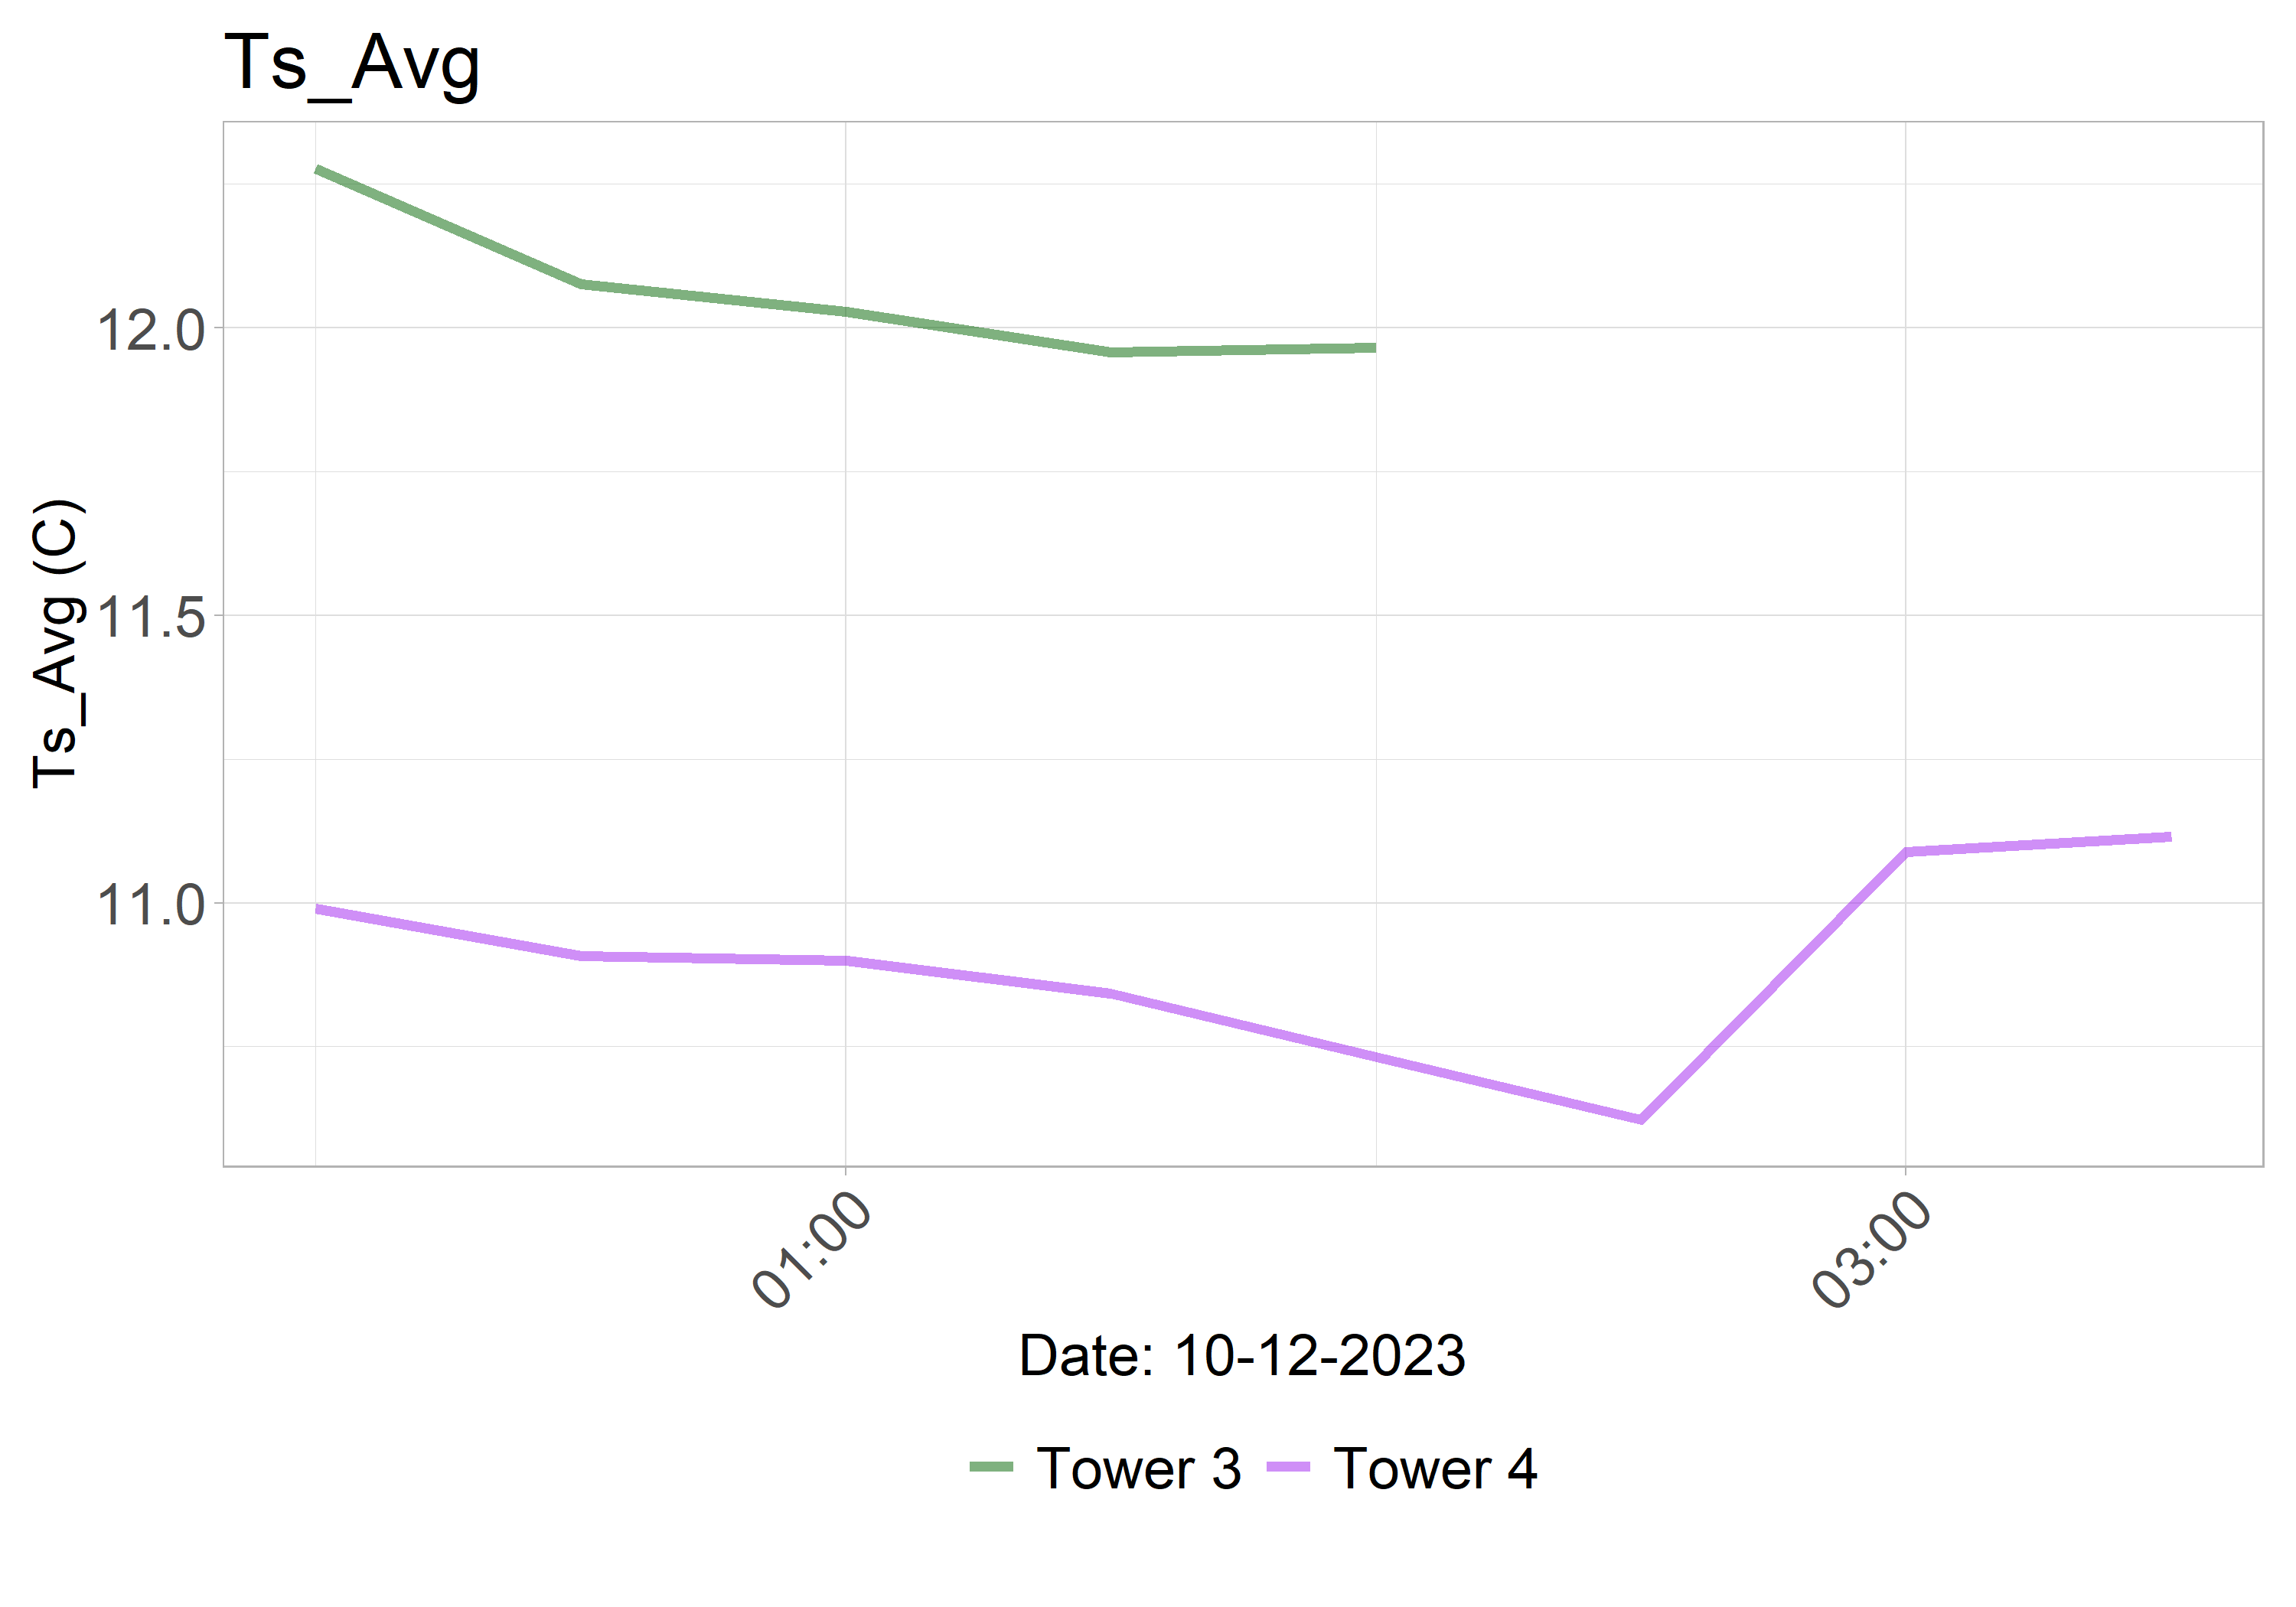 Ts_Avg
Ts_Avg (C)
12.0
11.5
11.0
01:00
03:00
Date: 10-12-2023
Tower 3
Tower 4